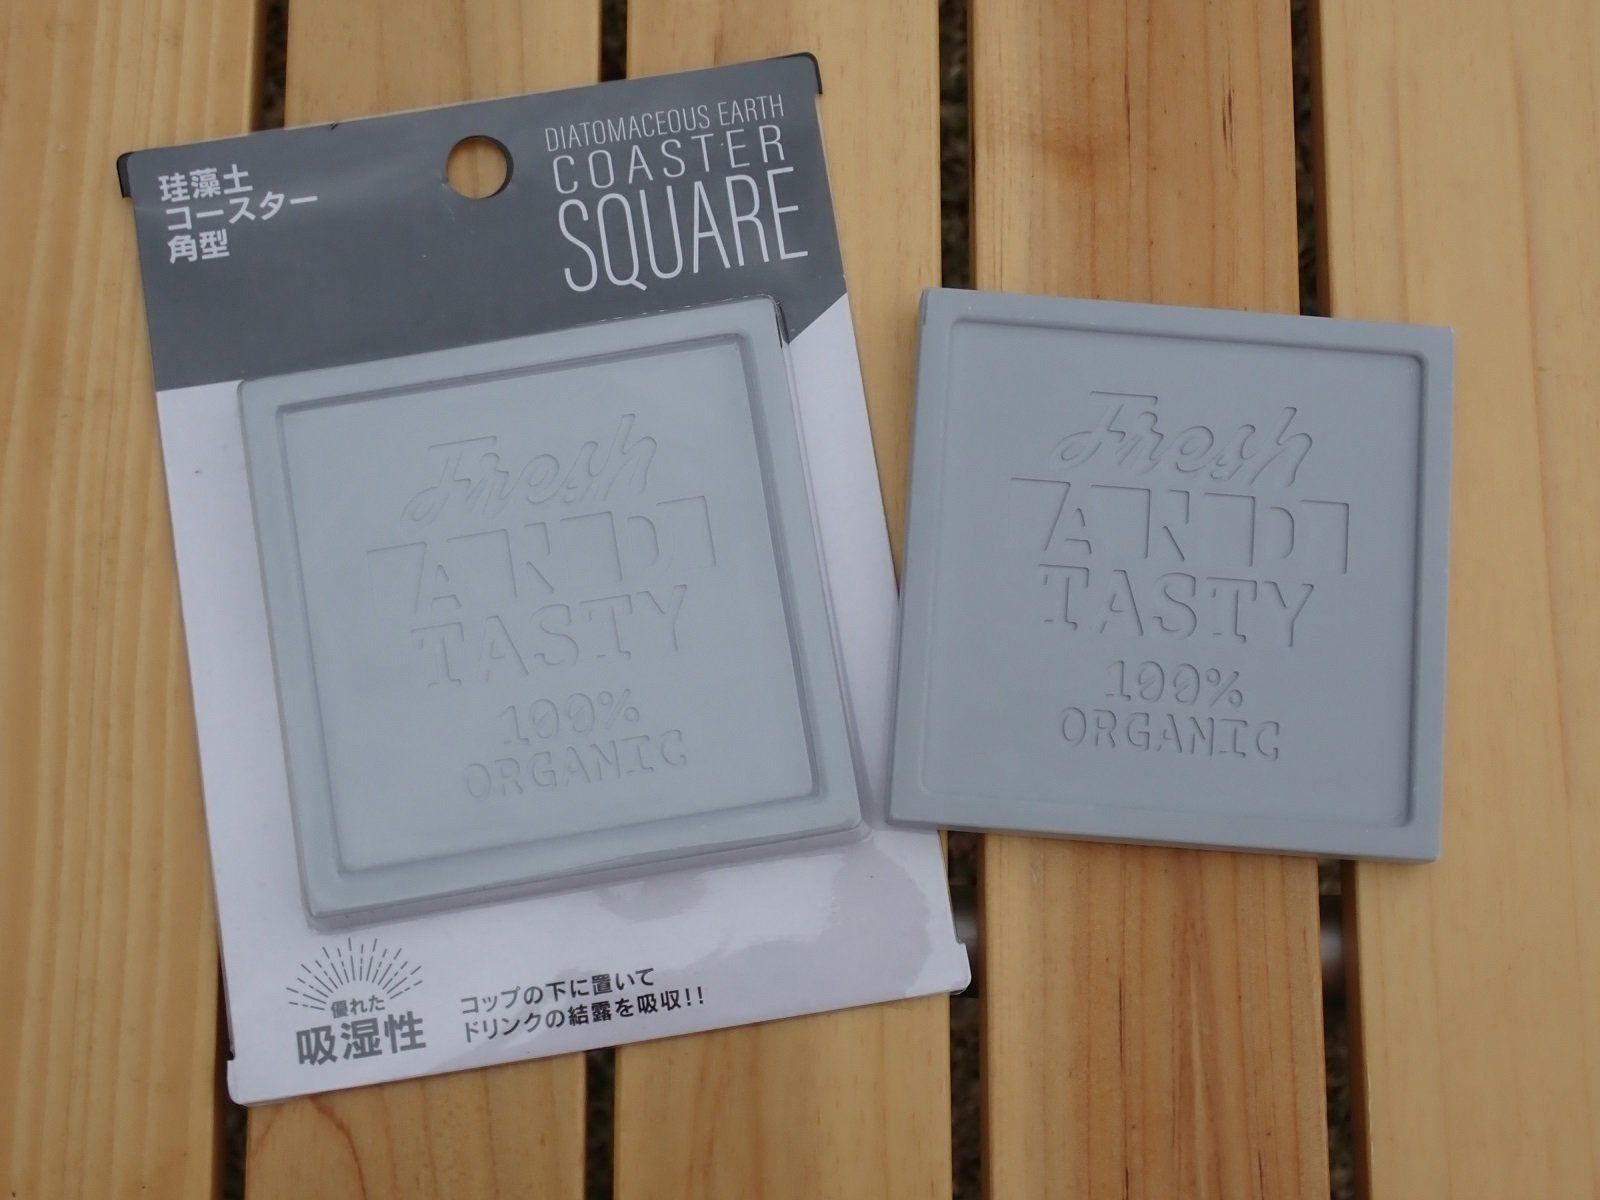 珪藻土
コースター
角型
DIATOMACEOUS EARTH
COASTER
SQUARE
Fresh
AND
TASTY
100%
ORGANIC
優れた
吸湿性
コップの下に置いて
ドリンクの結露を吸収!!
Fresh
AND
TASTY
100%
ORGANIC